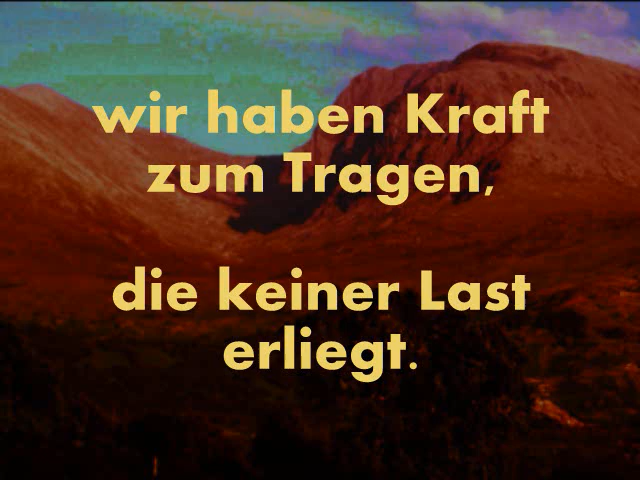 wir haben Kraft
zum Tragen,
die keiner Last
erliegt.